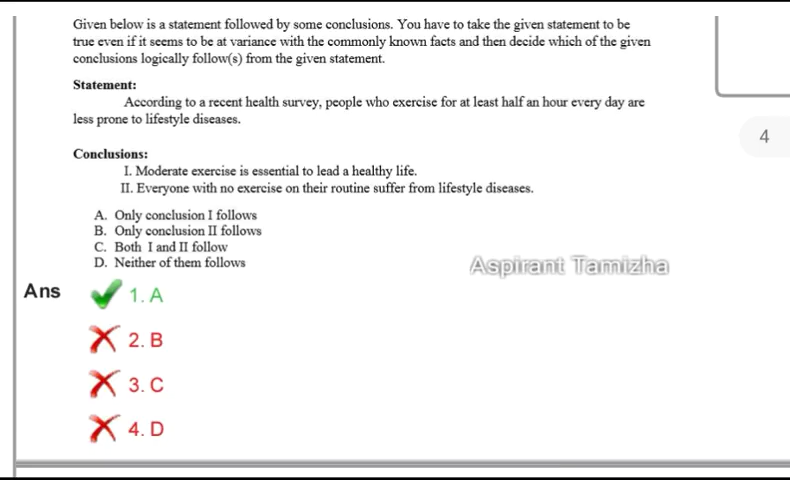 Given below is a statement followed by some conclusions. You have to take the given statement to be
true even if it seems to be at variance with the commonly known facts and then decide which of the given
conclusions logically follow(s) from the given statement.
Statement:
According to a recent health survey, people who exercise for at least half an hour every day are
less prone to lifestyle diseases.
Conclusions:
I. Moderate exercise is essential to lead a healthy life.
II. Everyone with no exercise on their routine suffer from lifestyle diseases.
A. Only conclusion I follows
B. Only conclusion II follows
C. Both I and II follow
D. Neither of them follows
Aspirant Tamizha
Ans
1. A
2. B
3. C
4. D
4